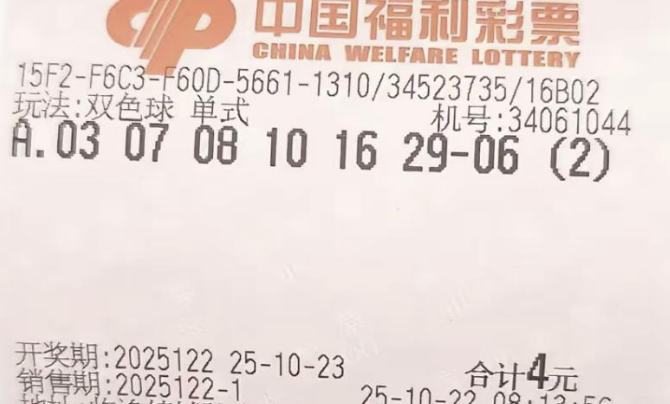 中国福利彩票
CHINA WELFARE LOTTERY
15F2-F6C3-F60D-5661-1310/34523735/16B02
玩法:双色球 单式 机号:34061044
A.03 07 08 10 16 29-06 (2)
开奖期:2025122 25-10-23 合计4元
销售期:2025122-1 25-10-22 08:13:56